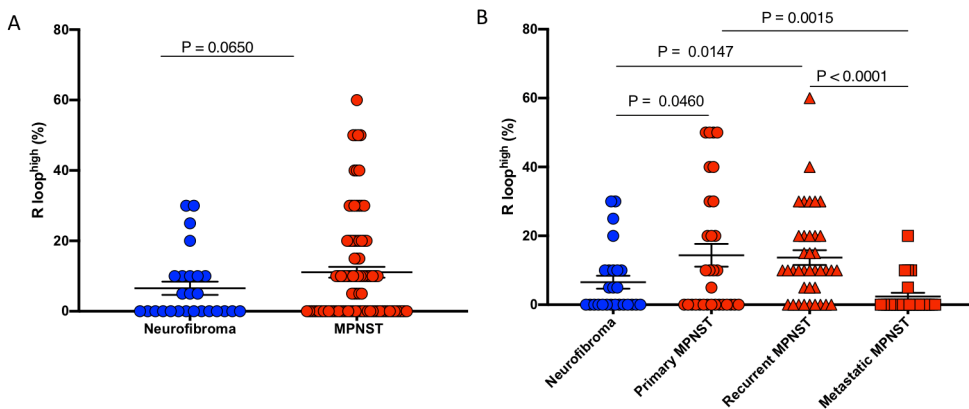 A
R loop^high (%)
80
60
40
20
0
P = 0.0650
Neurofibroma
MPNST
B
R loop^high (%)
80
60
40
20
0
P = 0.0015
P = 0.0147
P < 0.0001
P = 0.0460
Neurofibroma
Primary MPNST
Recurrent MPNST
Metastatic MPNST